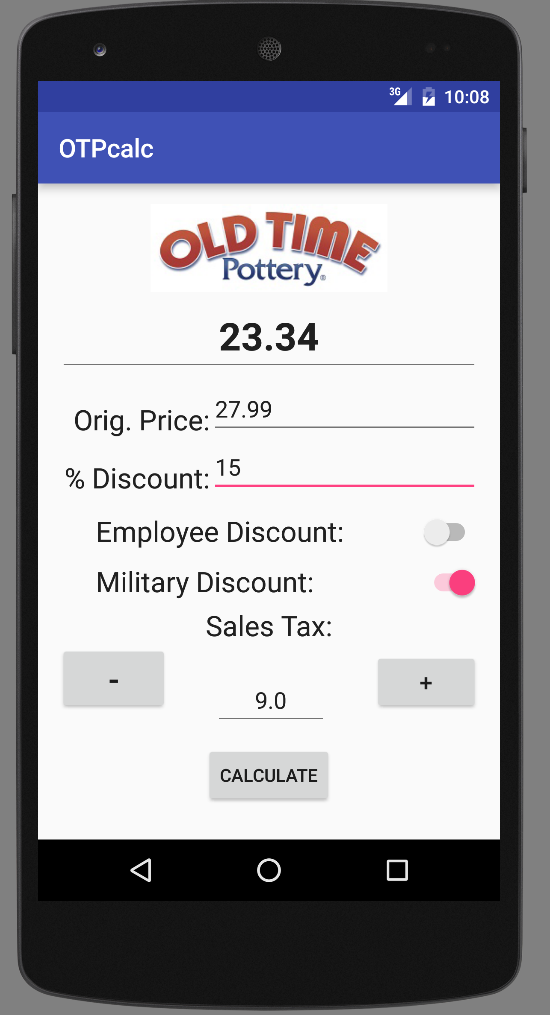 3G 10:08
OTPcalc
OLD TIME
Pottery®
23.34
Orig. Price: 27.99
% Discount: 15
Employee Discount:
Military Discount:
Sales Tax:
- +
9.0
CALCULATE